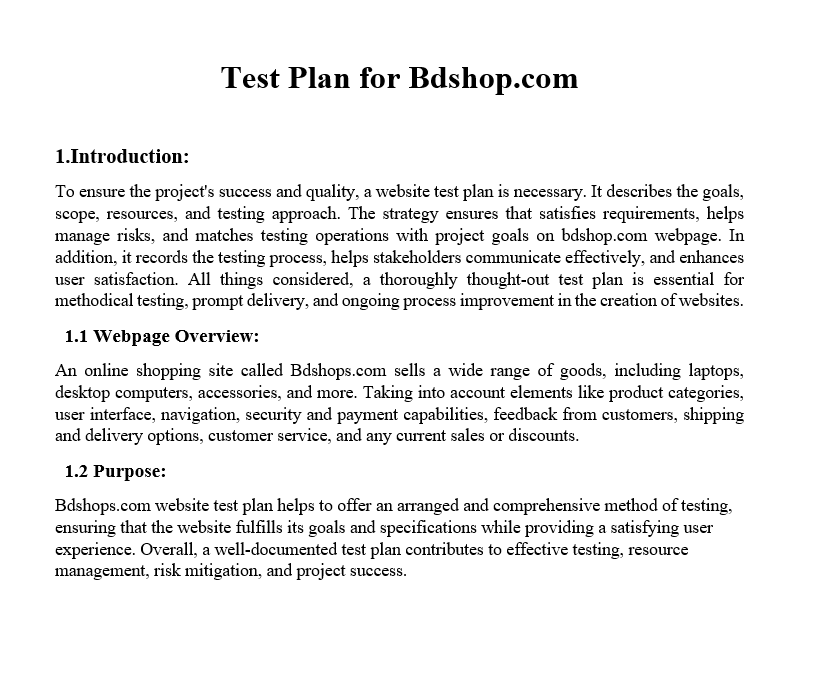 Test Plan for Bdshop.com
1.Introduction:
To ensure the project's success and quality, a website test plan is necessary. It describes the goals,
scope, resources, and testing approach. The strategy ensures that satisfies requirements, helps
manage risks, and matches testing operations with project goals on bdshop.com webpage. In
addition, it records the testing process, helps stakeholders communicate effectively, and enhances
user satisfaction. All things considered, a thoroughly thought-out test plan is essential for
methodical testing, prompt delivery, and ongoing process improvement in the creation of websites.
1.1 Webpage Overview:
An online shopping site called Bdshops.com sells a wide range of goods, including laptops,
desktop computers, accessories, and more. Taking into account elements like product categories,
user interface, navigation, security and payment capabilities, feedback from customers, shipping
and delivery options, customer service, and any current sales or discounts.
1.2 Purpose:
Bdshops.com website test plan helps to offer an arranged and comprehensive method of testing,
ensuring that the website fulfills its goals and specifications while providing a satisfying user
experience. Overall, a well-documented test plan contributes to effective testing, resource
management, risk mitigation, and project success.